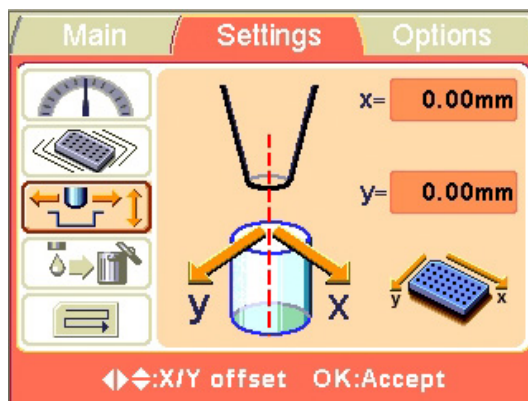 Main Settings Options
x= 0.00mm
y= 0.00mm
y x
y x
:X/Y offset OK:Accept